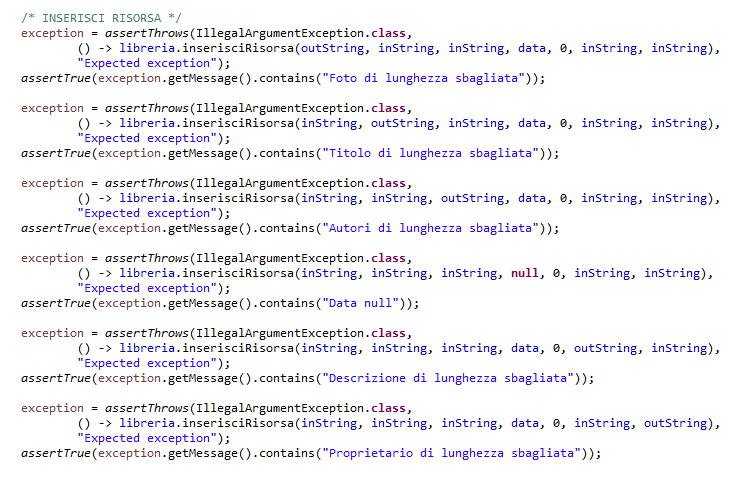 /* INSERISCI RISORSA */
exception = assertThrows(IllegalArgumentException.class,
() -> libreria.inserisciRisorsa(outString, inString, inString, data, 0, inString, inString),
"Expected exception");
assertTrue(exception.getMessage().contains("Foto di lunghezza sbagliata"));
exception = assertThrows(IllegalArgumentException.class,
() -> libreria.inserisciRisorsa(inString, outString, inString, data, 0, inString, inString),
"Expected exception");
assertTrue(exception.getMessage().contains("Titolo di lunghezza sbagliata"));
exception = assertThrows(IllegalArgumentException.class,
() -> libreria.inserisciRisorsa(inString, inString, outString, data, 0, inString, inString),
"Expected exception");
assertTrue(exception.getMessage().contains("Autori di lunghezza sbagliata"));
exception = assertThrows(IllegalArgumentException.class,
() -> libreria.inserisciRisorsa(inString, inString, inString, null, 0, inString, inString),
"Expected exception");
assertTrue(exception.getMessage().contains("Data null"));
exception = assertThrows(IllegalArgumentException.class,
() -> libreria.inserisciRisorsa(inString, inString, inString, data, 0, outString, inString),
"Expected exception");
assertTrue(exception.getMessage().contains("Descrizione di lunghezza sbagliata"));
exception = assertThrows(IllegalArgumentException.class,
() -> libreria.inserisciRisorsa(inString, inString, inString, data, 0, inString, outString),
"Expected exception");
assertTrue(exception.getMessage().contains("Proprietario di lunghezza sbagliata"));